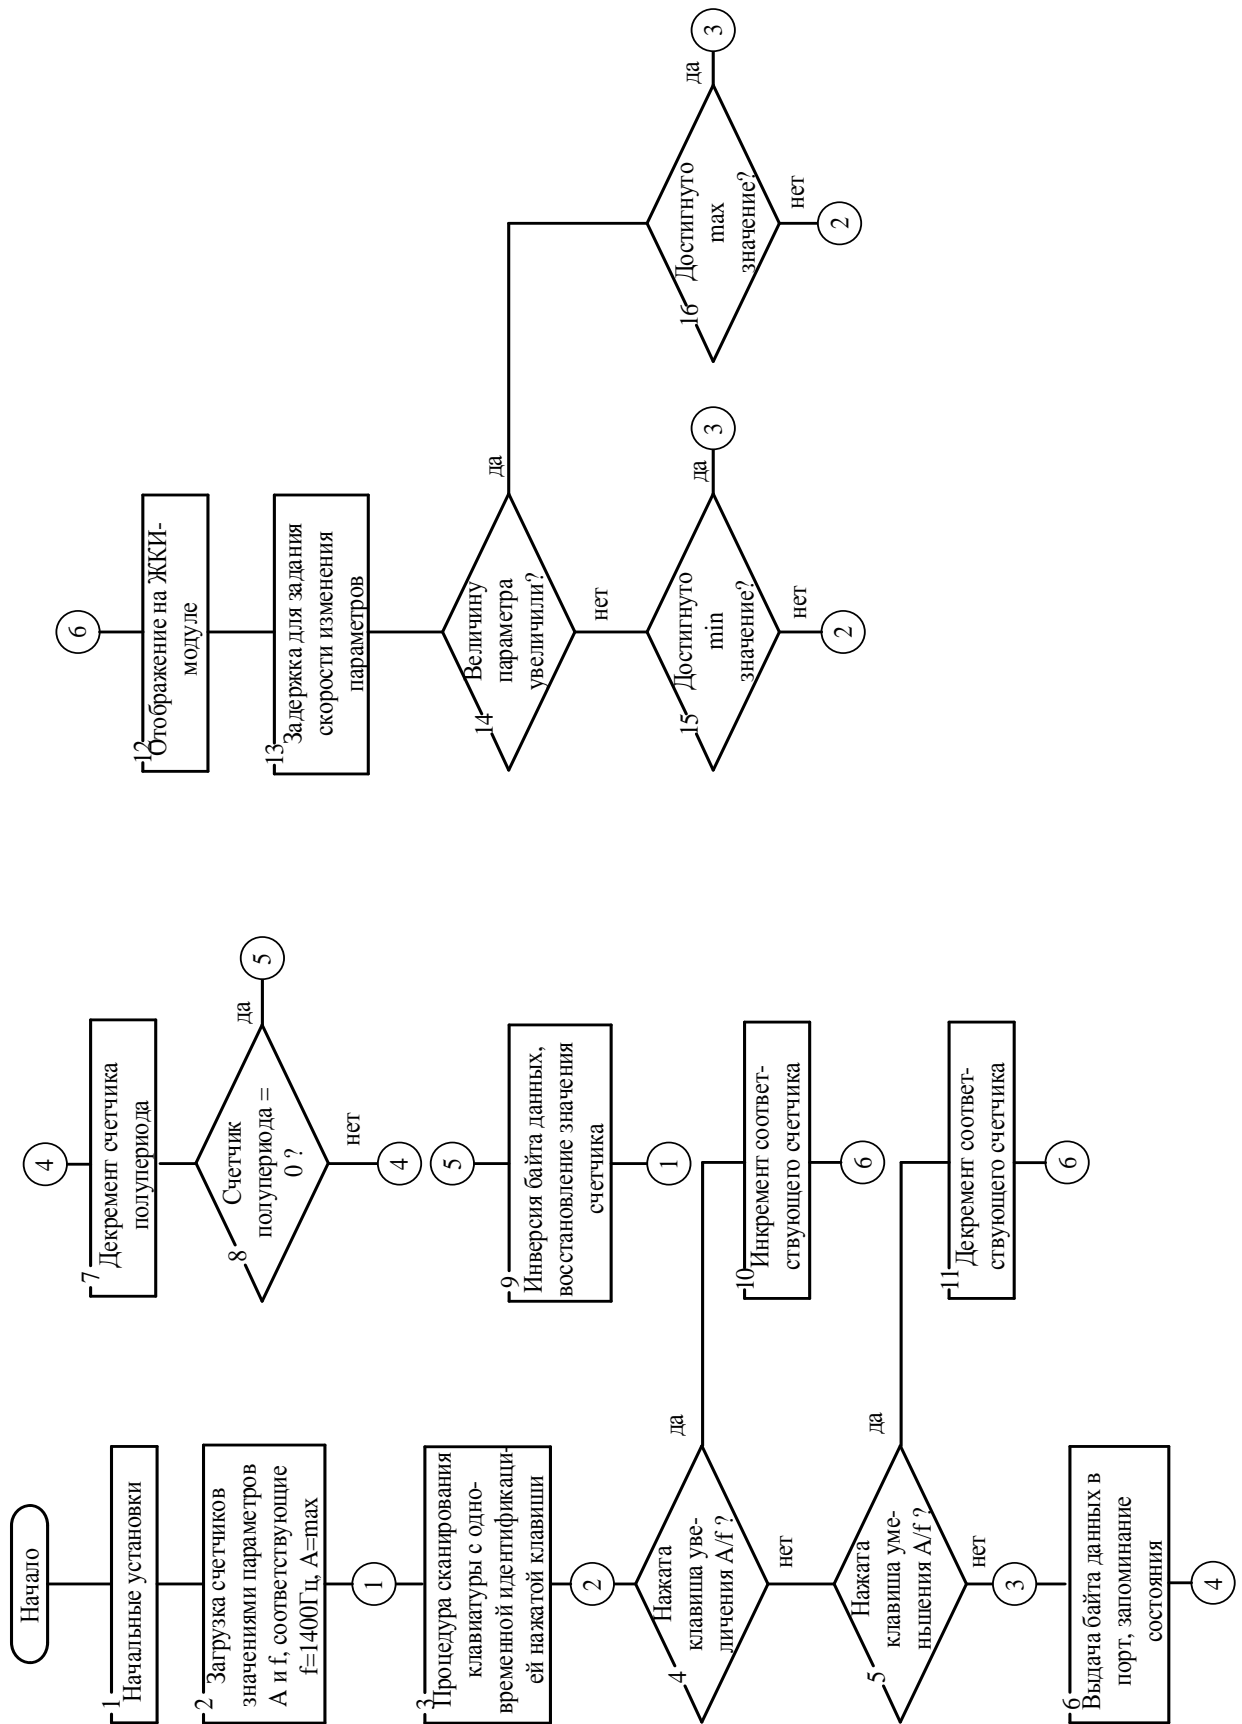 Начало
1
Начальные установки
2
Загрузка счетчиков
значениями параметров
А и f, соответствующие
f=1400Гц, А=max
1
3
Процедура сканирования
клавиатуры с одно-
временной идентификаци-
ей нажатой клавиши
2
4
Нажата
клавиша уве-
личения A/f ?
да
нет
5
Нажата
клавиша уме-
ньшения A/f ?
да
нет
3
6
Выдача байта данных в
порт, запоминание
состояния
4
4
7
Декремент счетчика
полупериода
8
Счетчик
полупериода =
0 ?
да
5
нет
4
5
9
Инверсия байта данных,
восстановление значения
счетчика
1
10
Инкремент соответ-
ствующего счетчика
6
11
Декремент соответ-
ствующего счетчика
6
6
12
Отображение на ЖКИ-
модуле
13
Задержка для задания
скорости изменения
параметров
14
Величину
параметра
увеличили?
да
нет
15
Достигнуто
min
значение?
да
3
нет
2
16
Достигнуто
max
значение?
да
3
нет
2